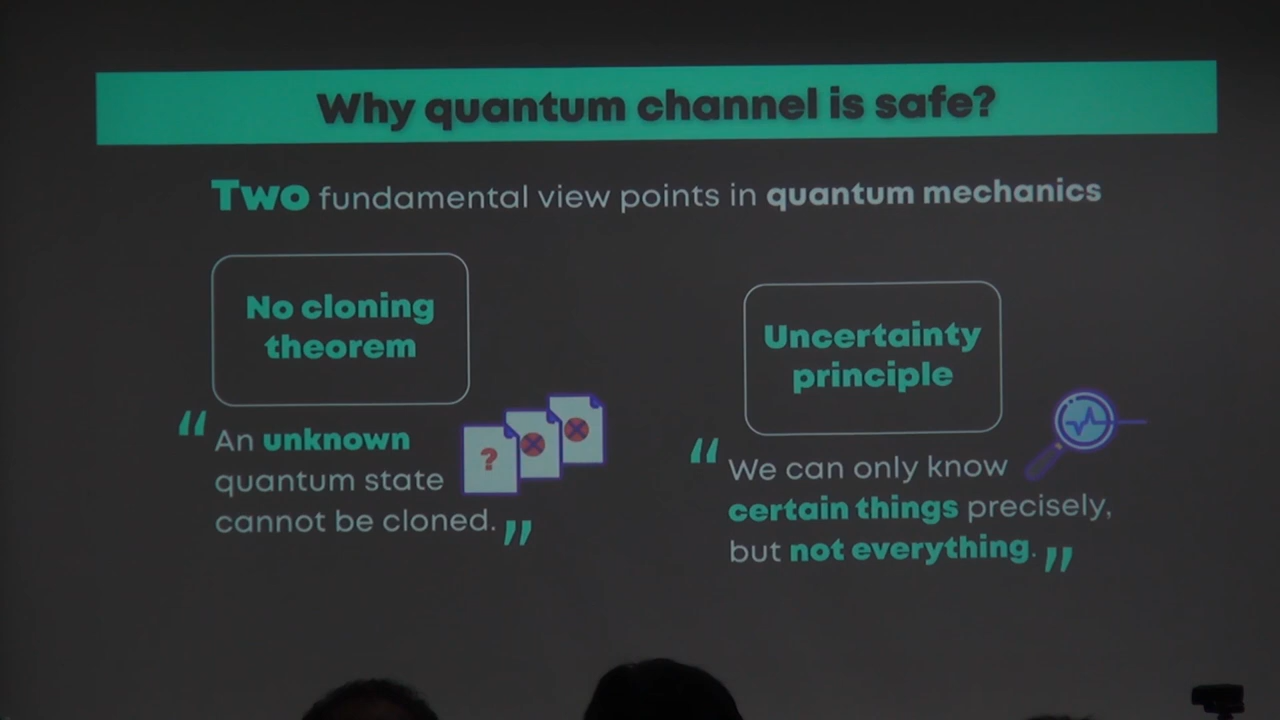 Why quantum channel is safe?
Two fundamental view points in quantum mechanics
No cloning
theorem
“ An unknown
quantum state
cannot be cloned. ”
?
Uncertainty
principle
“ We can only know
certain things precisely,
but not everything. ”